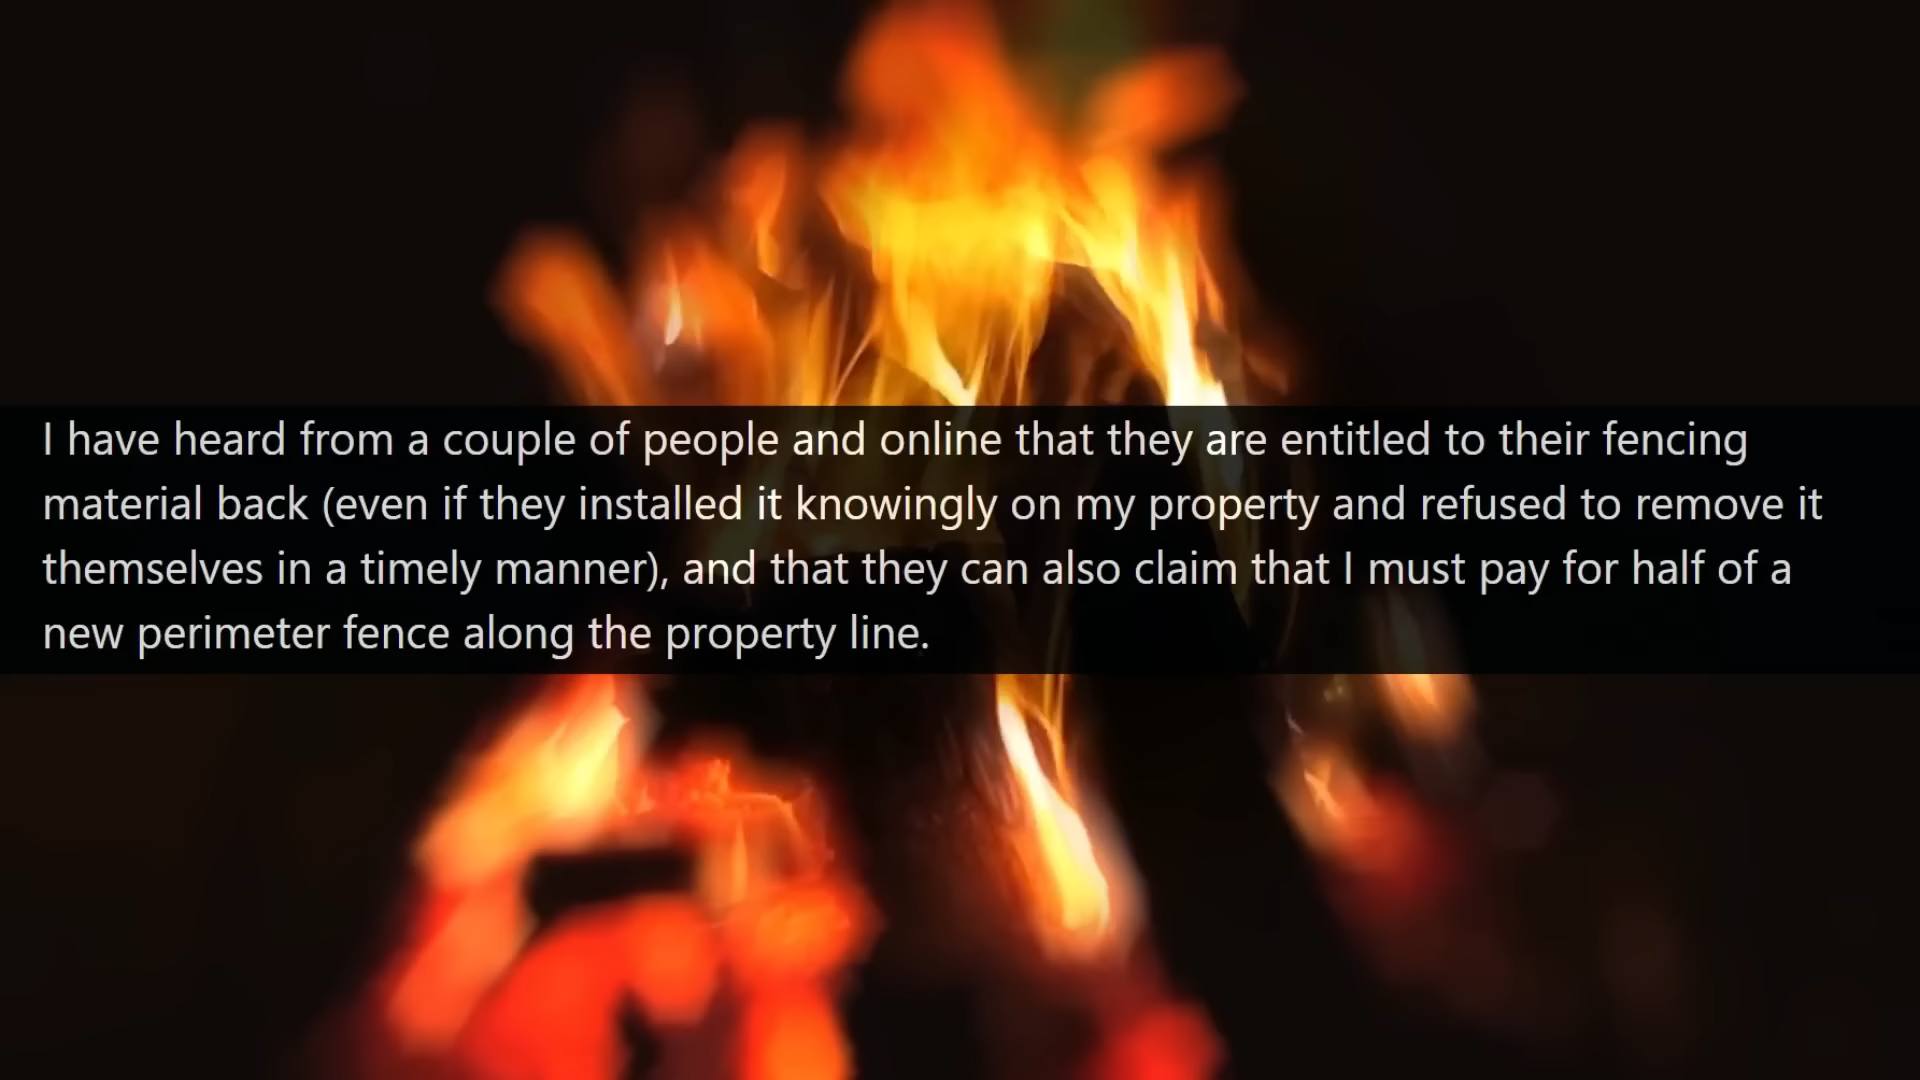 I have heard from a couple of people and online that they are entitled to their fencing
material back (even if they installed it knowingly on my property and refused to remove it
themselves in a timely manner), and that they can also claim that I must pay for half of a
new perimeter fence along the property line.